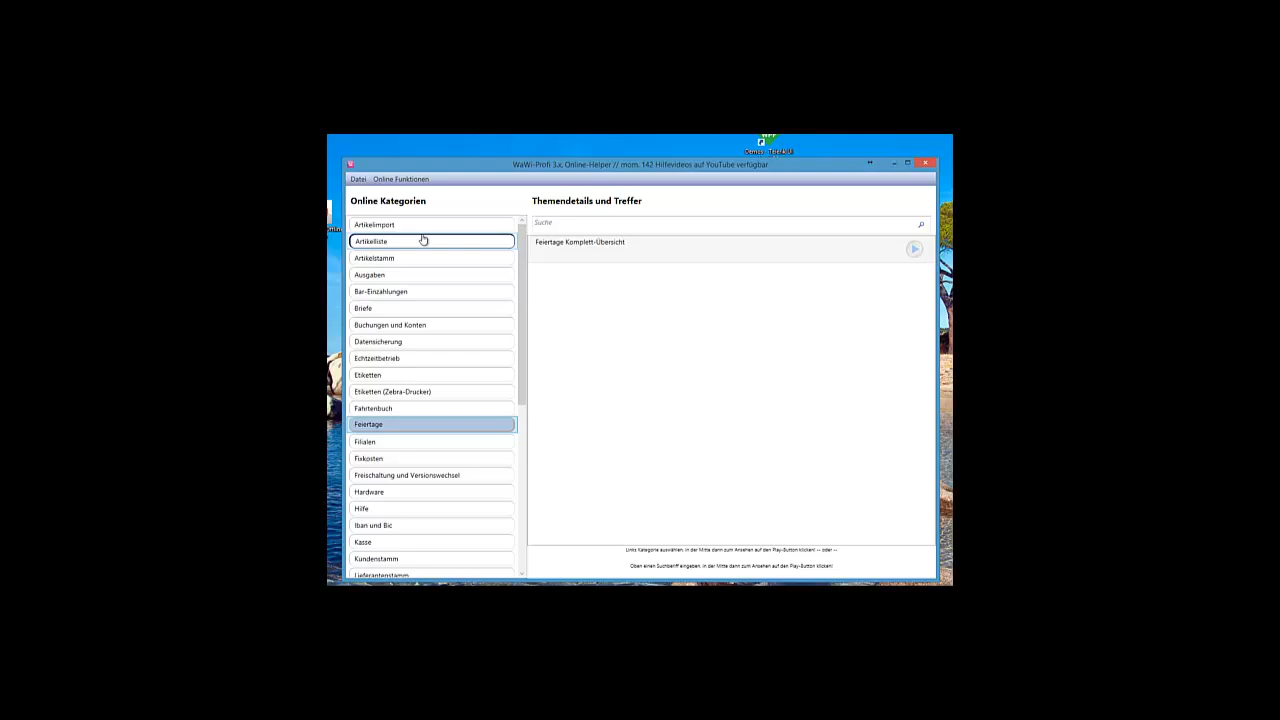 WaWi-Profi 3.x, Online-Helper // mom. 142 Hilfevideos auf YouTube verfügbar
Datei Online Funktionen
Online Kategorien
Themendetails und Treffer
Suche
Artikelimport
Artikelliste
Feiertage Komplett-Übersicht
Artikelstamm
Ausgaben
Bar-Einzahlungen
Briefe
Buchungen und Konten
Datensicherung
Echtzeitbetrieb
Etiketten
Etiketten (Zebra-Drucker)
Fahrtenbuch
Feiertage
Filialen
Fixkosten
Freischaltung und Versionswechsel
Hardware
Hilfe
Iban und Bic
Kasse
Kundenstamm
Lieferantenstamm
Links Kategorie auswählen, in der Mitte dann zum Ansehen auf den Play-Button klicken! -- oder --
Oben einen Suchberiff eingeben, in der Mitte dann zum Ansehen auf den Play-Button klicken!